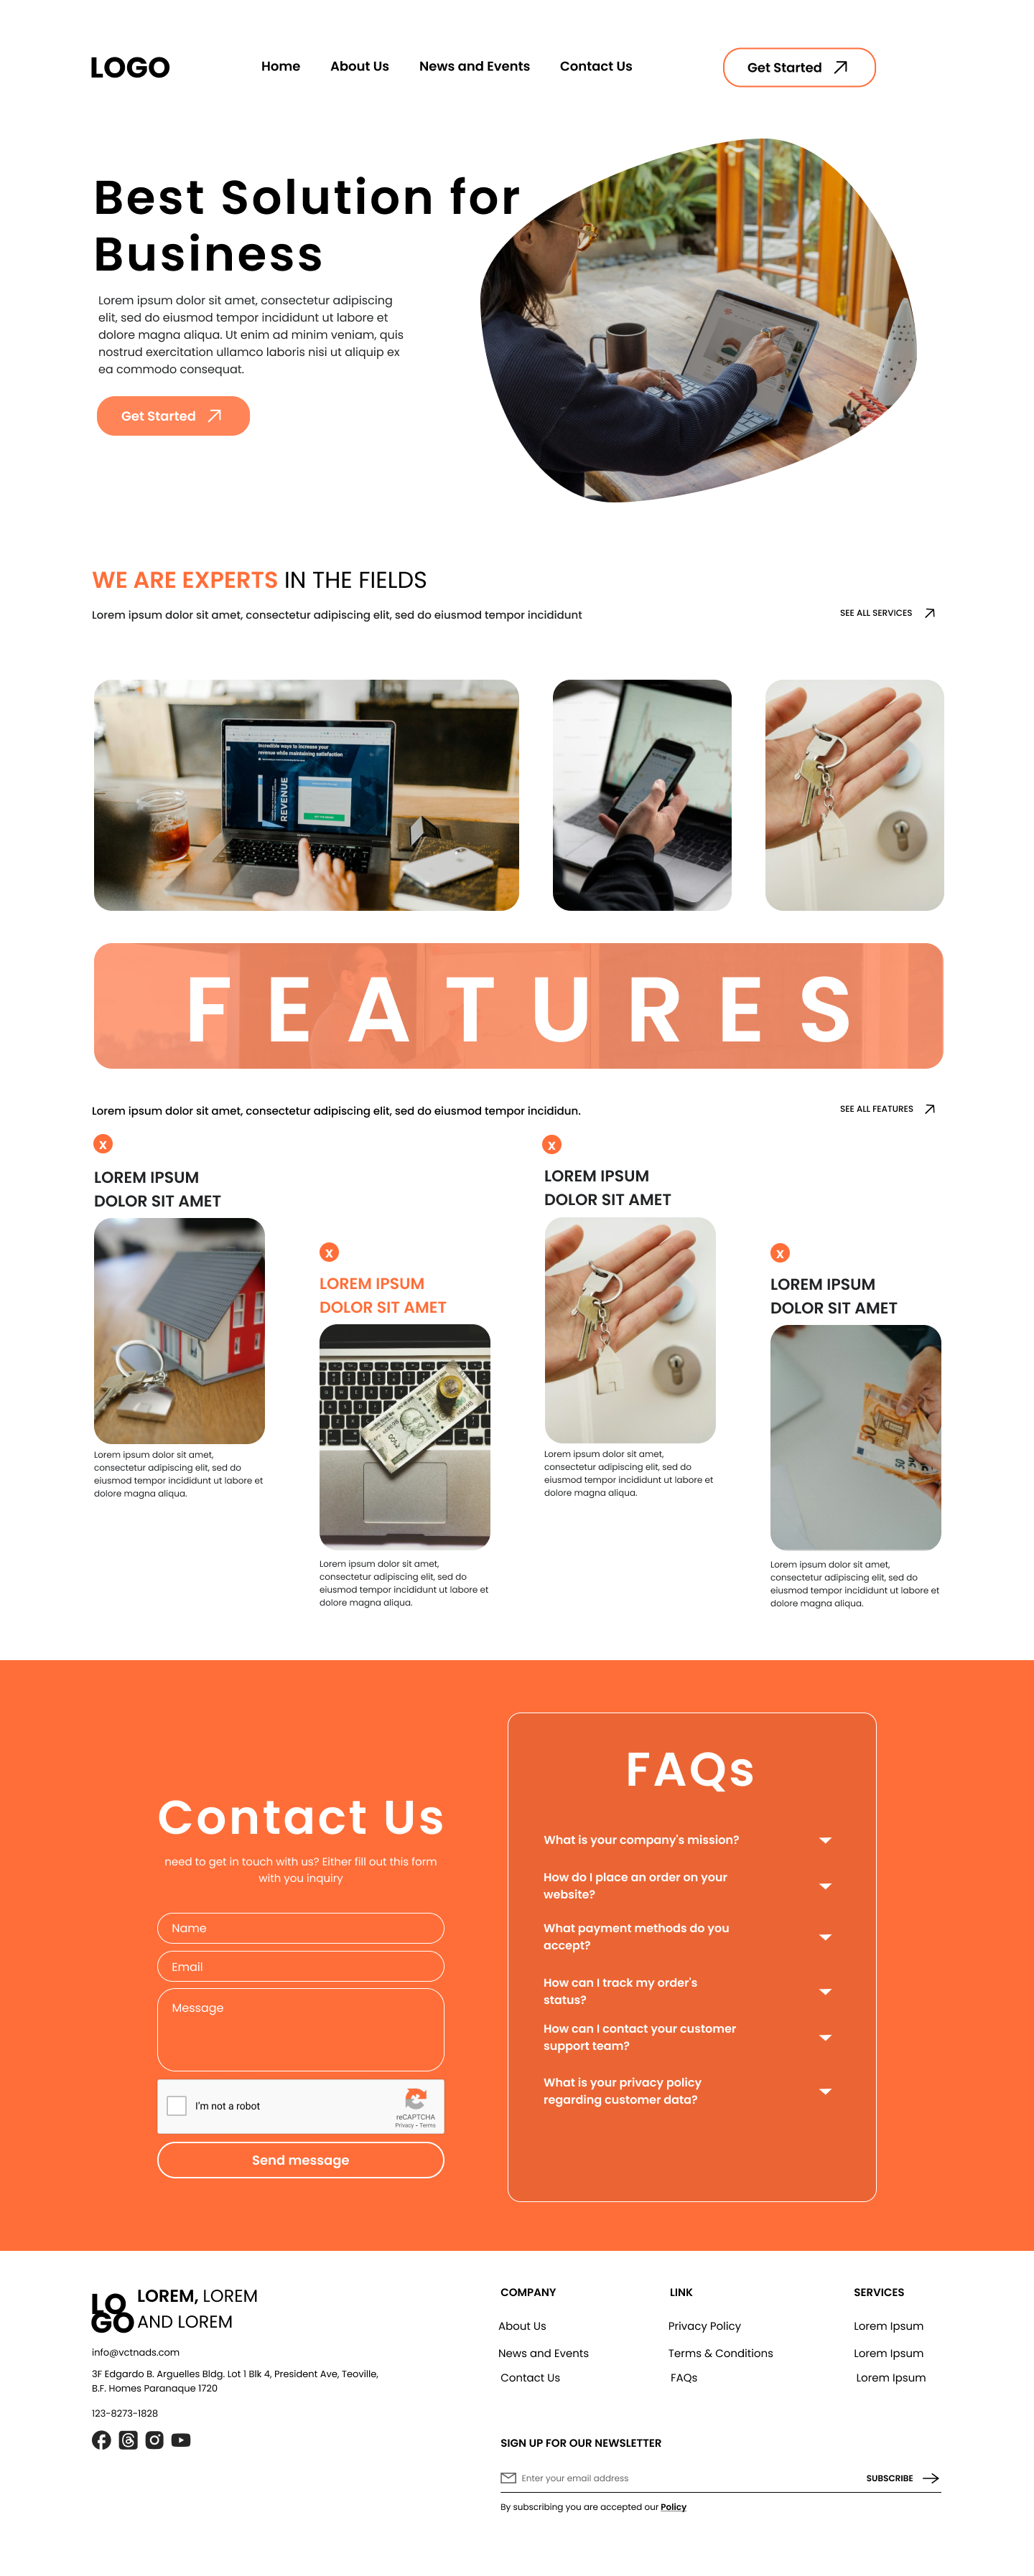 LOGO
Home
About Us
News and Events
Contact Us
Get Started
Best Solution for
Business
Lorem ipsum dolor sit amet, consectetur adipiscing
elit, sed do eiusmod tempor incididunt ut labore et
dolore magna aliqua. Ut enim ad minim veniam, quis
nostrud exercitation ullamco laboris nisi ut aliquip ex
ea commodo consequat.
Get Started
WE ARE EXPERTS IN THE FIELDS
Lorem ipsum dolor sit amet, consectetur adipiscing elit, sed do eiusmod tempor incididunt
SEE ALL SERVICES
Incredible ways to increase your
revenue while maintaining satisfaction
REVENUE
FEATURES
Lorem ipsum dolor sit amet, consectetur adipiscing elit, sed do eiusmod tempor incididun.
SEE ALL FEATURES
x
LOREM IPSUM
DOLOR SIT AMET
Lorem ipsum dolor sit amet,
consectetur adipiscing elit, sed do
eiusmod tempor incididunt ut labore et
dolore magna aliqua.
x
LOREM IPSUM
DOLOR SIT AMET
Lorem ipsum dolor sit amet,
consectetur adipiscing elit, sed do
eiusmod tempor incididunt ut labore et
dolore magna aliqua.
x
LOREM IPSUM
DOLOR SIT AMET
Lorem ipsum dolor sit amet,
consectetur adipiscing elit, sed do
eiusmod tempor incididunt ut labore et
dolore magna aliqua.
x
LOREM IPSUM
DOLOR SIT AMET
50
Lorem ipsum dolor sit amet,
consectetur adipiscing elit, sed do
eiusmod tempor incididunt ut labore et
dolore magna aliqua.
Contact Us
need to get in touch with us? Either fill out this form
with you inquiry
Name
Email
Message
I'm not a robot
reCAPTCHA
Privacy - Terms
Send message
FAQs
What is your company's mission?
How do I place an order on your
website?
What payment methods do you
accept?
How can I track my order's
status?
How can I contact your customer
support team?
What is your privacy policy
regarding customer data?
LO
GO
LOREM, LOREM
AND LOREM
info@vctnads.com
3F Edgardo B. Arguelles Bldg. Lot 1 Blk 4, President Ave, Teoville,
B.F. Homes Paranaque 1720
123-8273-1828
COMPANY
About Us
News and Events
Contact Us
LINK
Privacy Policy
Terms & Conditions
FAQs
SERVICES
Lorem Ipsum
Lorem Ipsum
Lorem Ipsum
SIGN UP FOR OUR NEWSLETTER
Enter your email address
SUBSCRIBE
By subscribing you are accepted our Policy